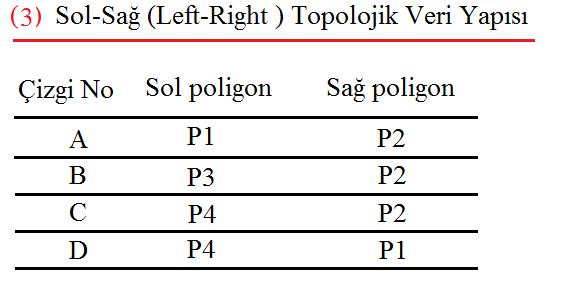 (3) Sol-Sağ (Left-Right ) Topolojik Veri Yapısı
Çizgi No Sol poligon Sağ poligon
A P1 P2
B P3 P2
C P4 P2
D P4 P1